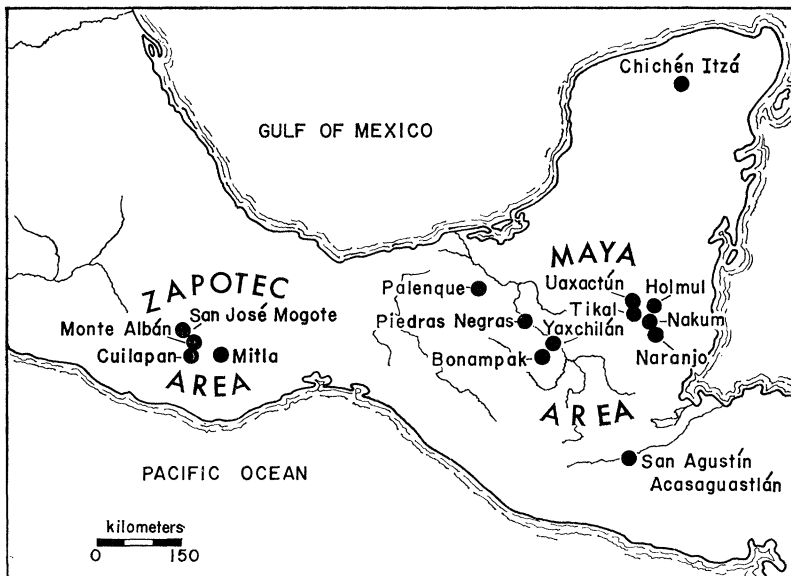 Chichén Itzá
GULF OF MEXICO
MAYA
ZAPOTEC
Palenque
Uaxactún
Holmul
San José Mogote
Tikal
Monte Albán
Piedras Negras
Nakum
Yaxchilán
Cuilapan
Mitla
Bonampak
Naranjo
AREA
AREA
San Agustín
Acasaguastlán
PACIFIC OCEAN
kilometers
0 150